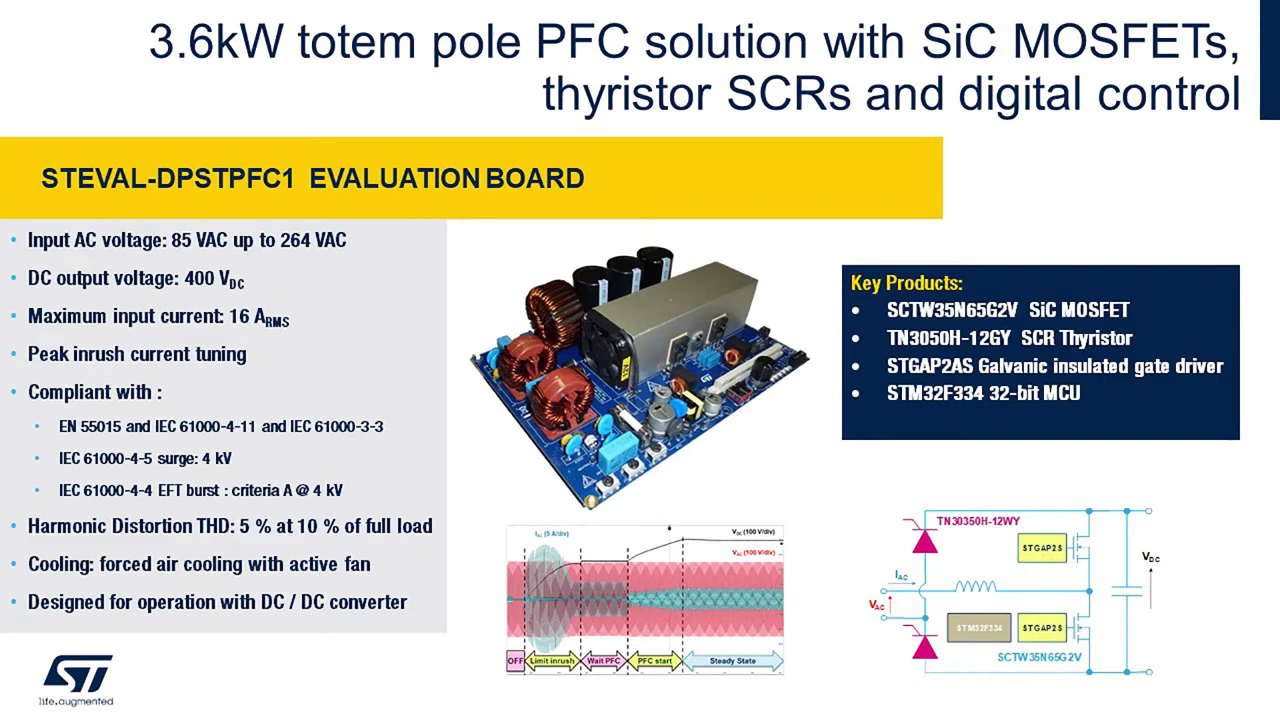 3.6kW totem pole PFC solution with SiC MOSFETs,
thyristor SCRs and digital control
STEVAL-DPSTPFC1 EVALUATION BOARD
• Input AC voltage: 85 VAC up to 264 VAC
• DC output voltage: 400 VDC
• Maximum input current: 16 ARMS
• Peak inrush current tuning
• Compliant with :
• EN 55015 and IEC 61000-4-11 and IEC 61000-3-3
• IEC 61000-4-5 surge: 4 kV
• IEC 61000-4-4 EFT burst : criteria A @ 4 kV
• Harmonic Distortion THD: 5 % at 10 % of full load
• Cooling: forced air cooling with active fan
• Designed for operation with DC / DC converter
Key Products:
• SCTW35N65G2V SiC MOSFET
• TN3050H-12GY SCR Thyristor
• STGAP2AS Galvanic insulated gate driver
• STM32F334 32-bit MCU
IAC (5 A/div)
VDC (100 V/div)
VAC (100 V/div)
OFF
Limit inrush
Wait PFC
PFC start
Steady State
TN30350H-12WY
STGAP2S
IAC
VDC
VAC
STM32F334
STGAP2S
SCTW35N65G2V
ST
life.augmented